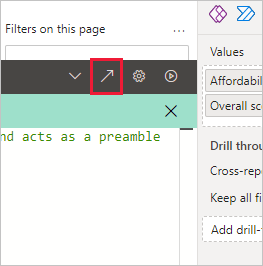 Filters on this page
...
Values
Affordabil
Overall sc
nd acts as a preamble
Drill throu
Cross-repo
Keep all fi
Add drill-t